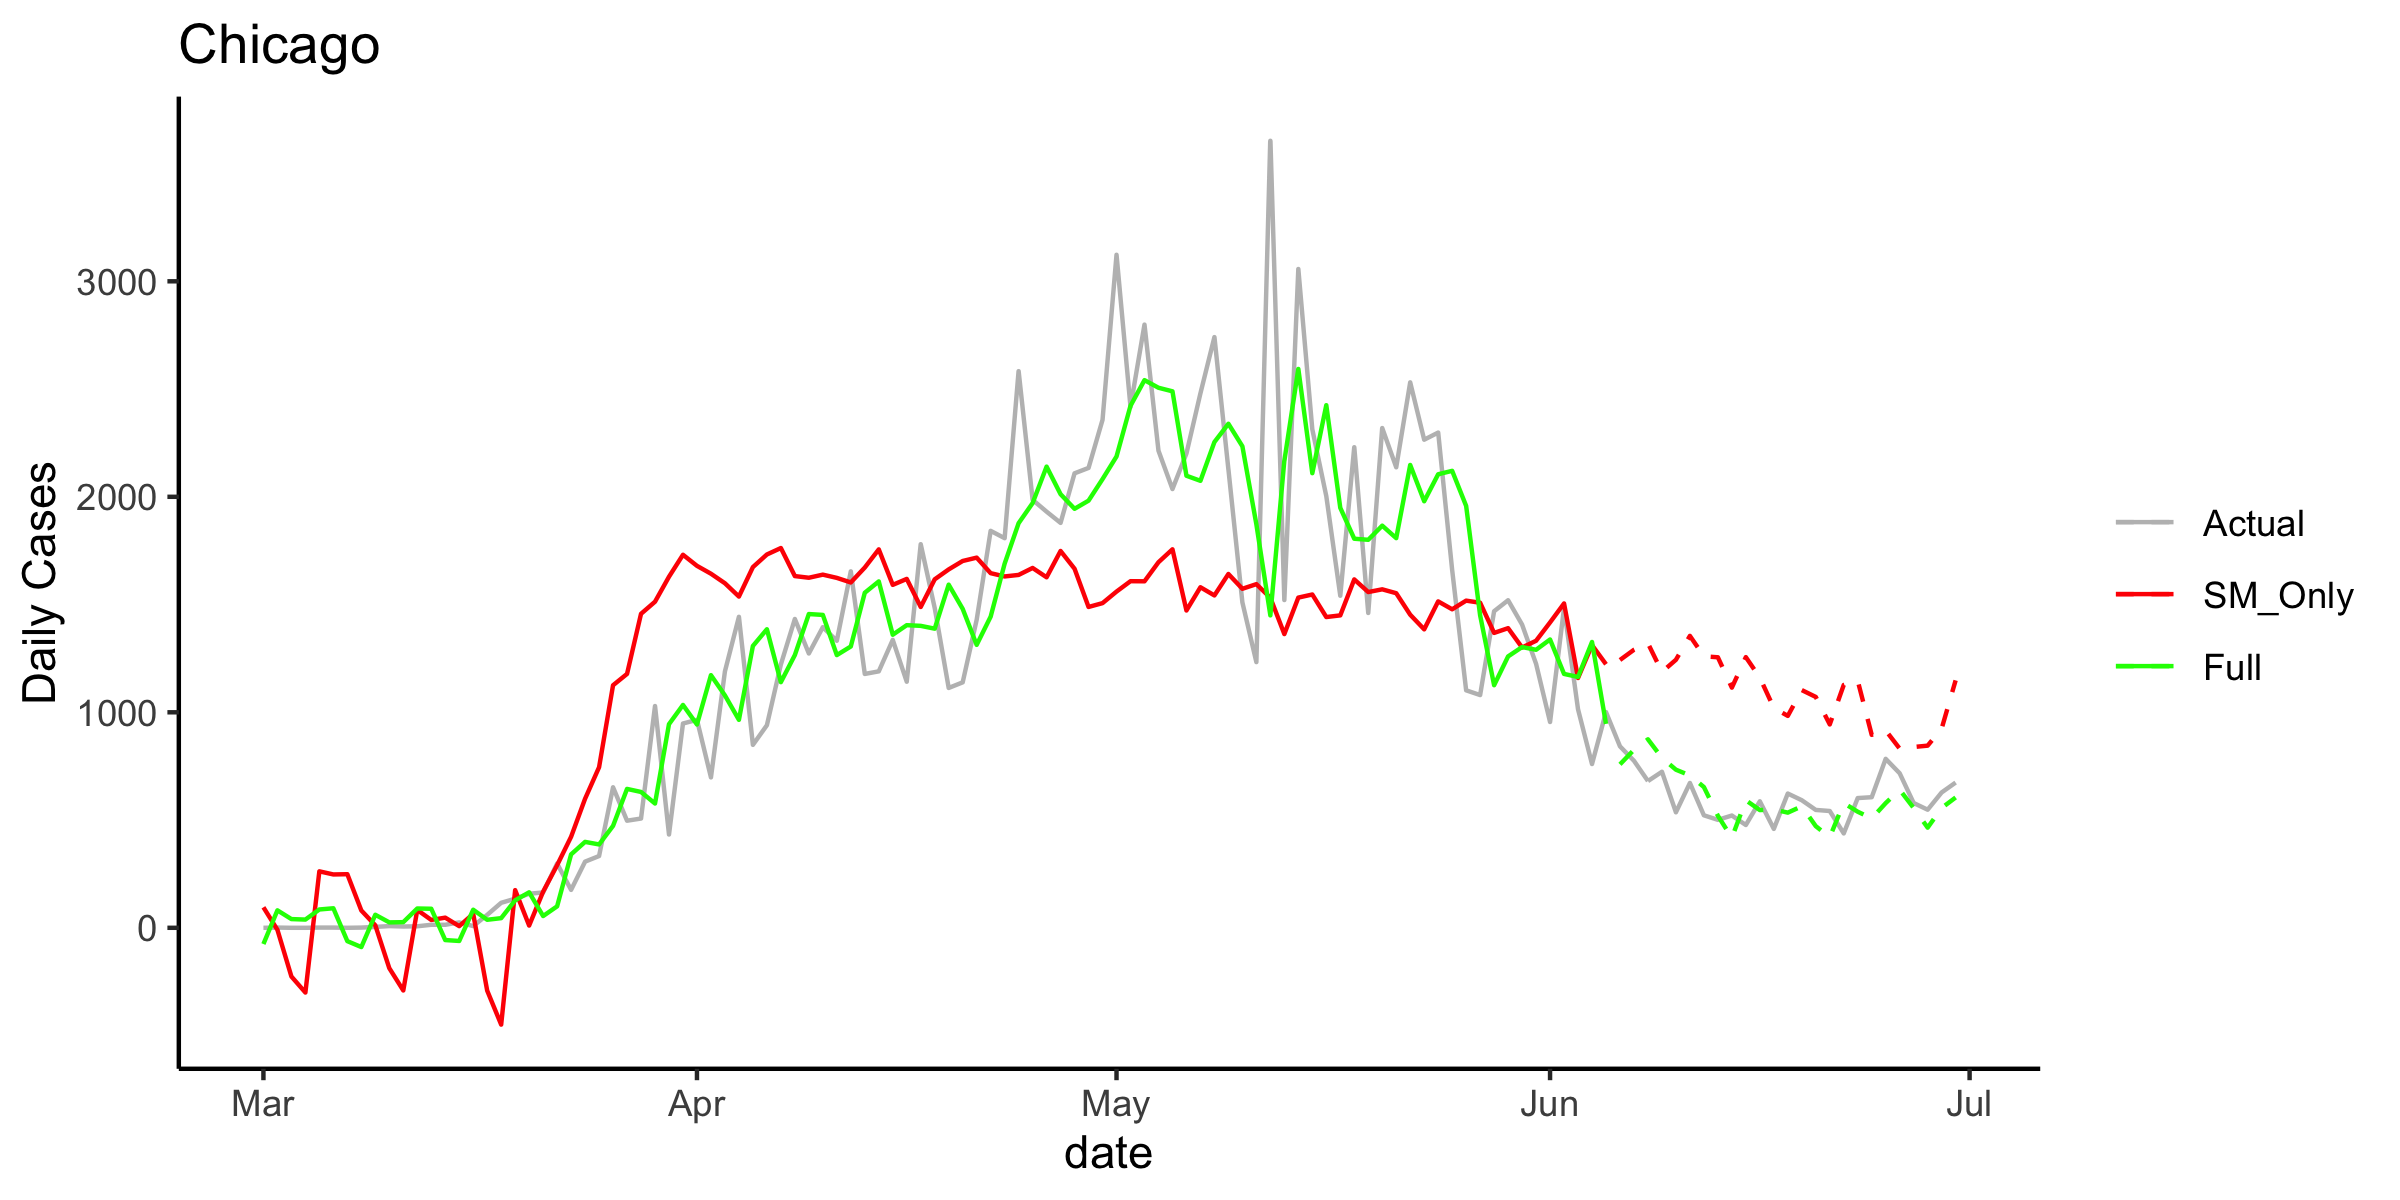 Chicago
Daily Cases
3000
2000
1000
0
Mar Apr May Jun Jul
date
Actual
SM_Only
Full